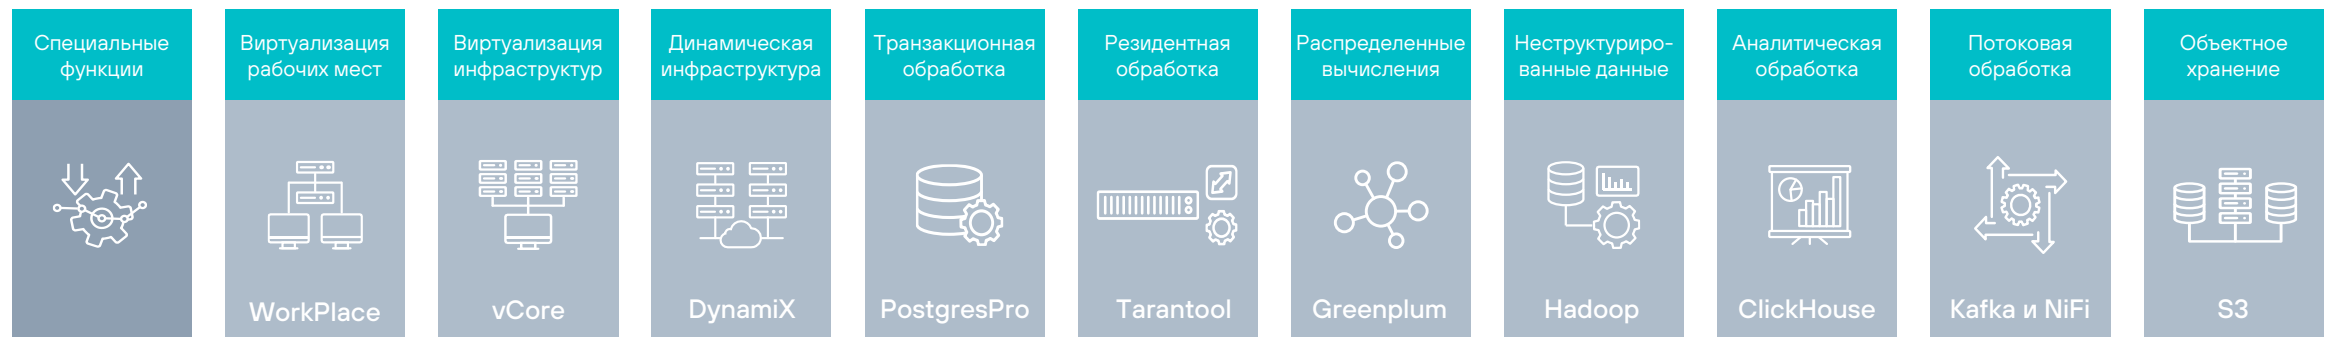 Специальные
функции
Виртуализация
рабочих мест
WorkPlace
Виртуализация
инфраструктур
vCore
Динамическая
инфраструктура
DynamiX
Транзакционная
обработка
PostgresPro
Резидентная
обработка
Tarantool
Распределенные
вычисления
Greenplum
Неструктуриро-
ванные данные
Hadoop
Аналитическая
обработка
ClickHouse
Потоковая
обработка
Kafka и NiFi
Объектное
хранение
S3